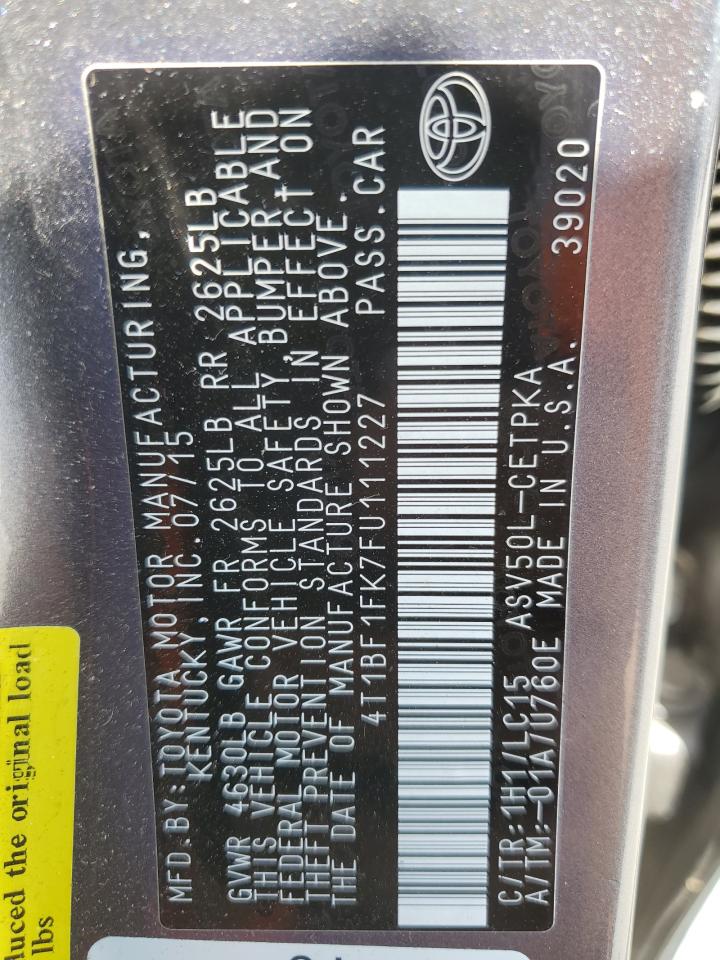 MFD.BY:TOYOTA MOTOR MANUFACTURING,
KENTUCKY, INC.07/15
GVWR 4630LB GAWR FR 2625LB RR 2625LB
THIS VEHICLE CONFORMS TO ALL APPLICABLE
FEDERAL MOTOR VEHICLE SAFETY,BUMPER AND
THEFT PREVENTION STANDARDS IN EFFECT ON
THE DATE OF MANUFACTURE SHOWN ABOVE.
4T1BF1FK7FU111227 PASS.CAR
C/TR:1H1/LC15 ASV50L-CETPKA
A/TM:-01A/U760E MADE IN U.S.A. 39020
duced the original load
lbs